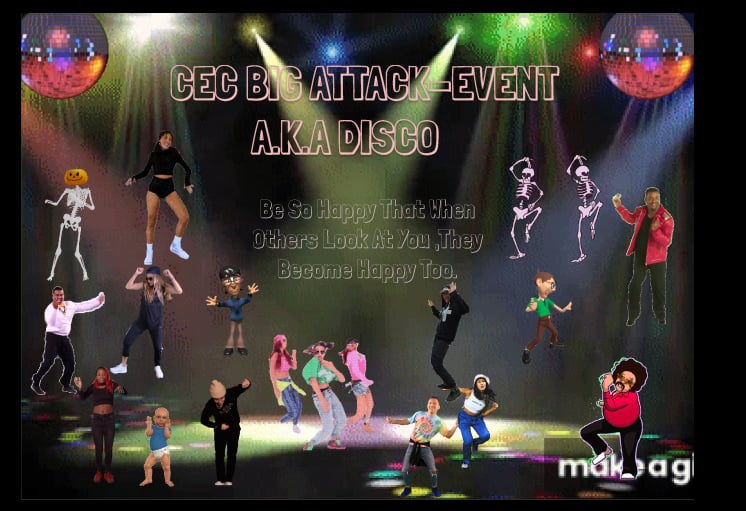 CEC BIG ATTACK-EVENT
A.K.A DISCO
Be So Happy That When
Others Look At You ,They
Become Happy Too.
makeagi